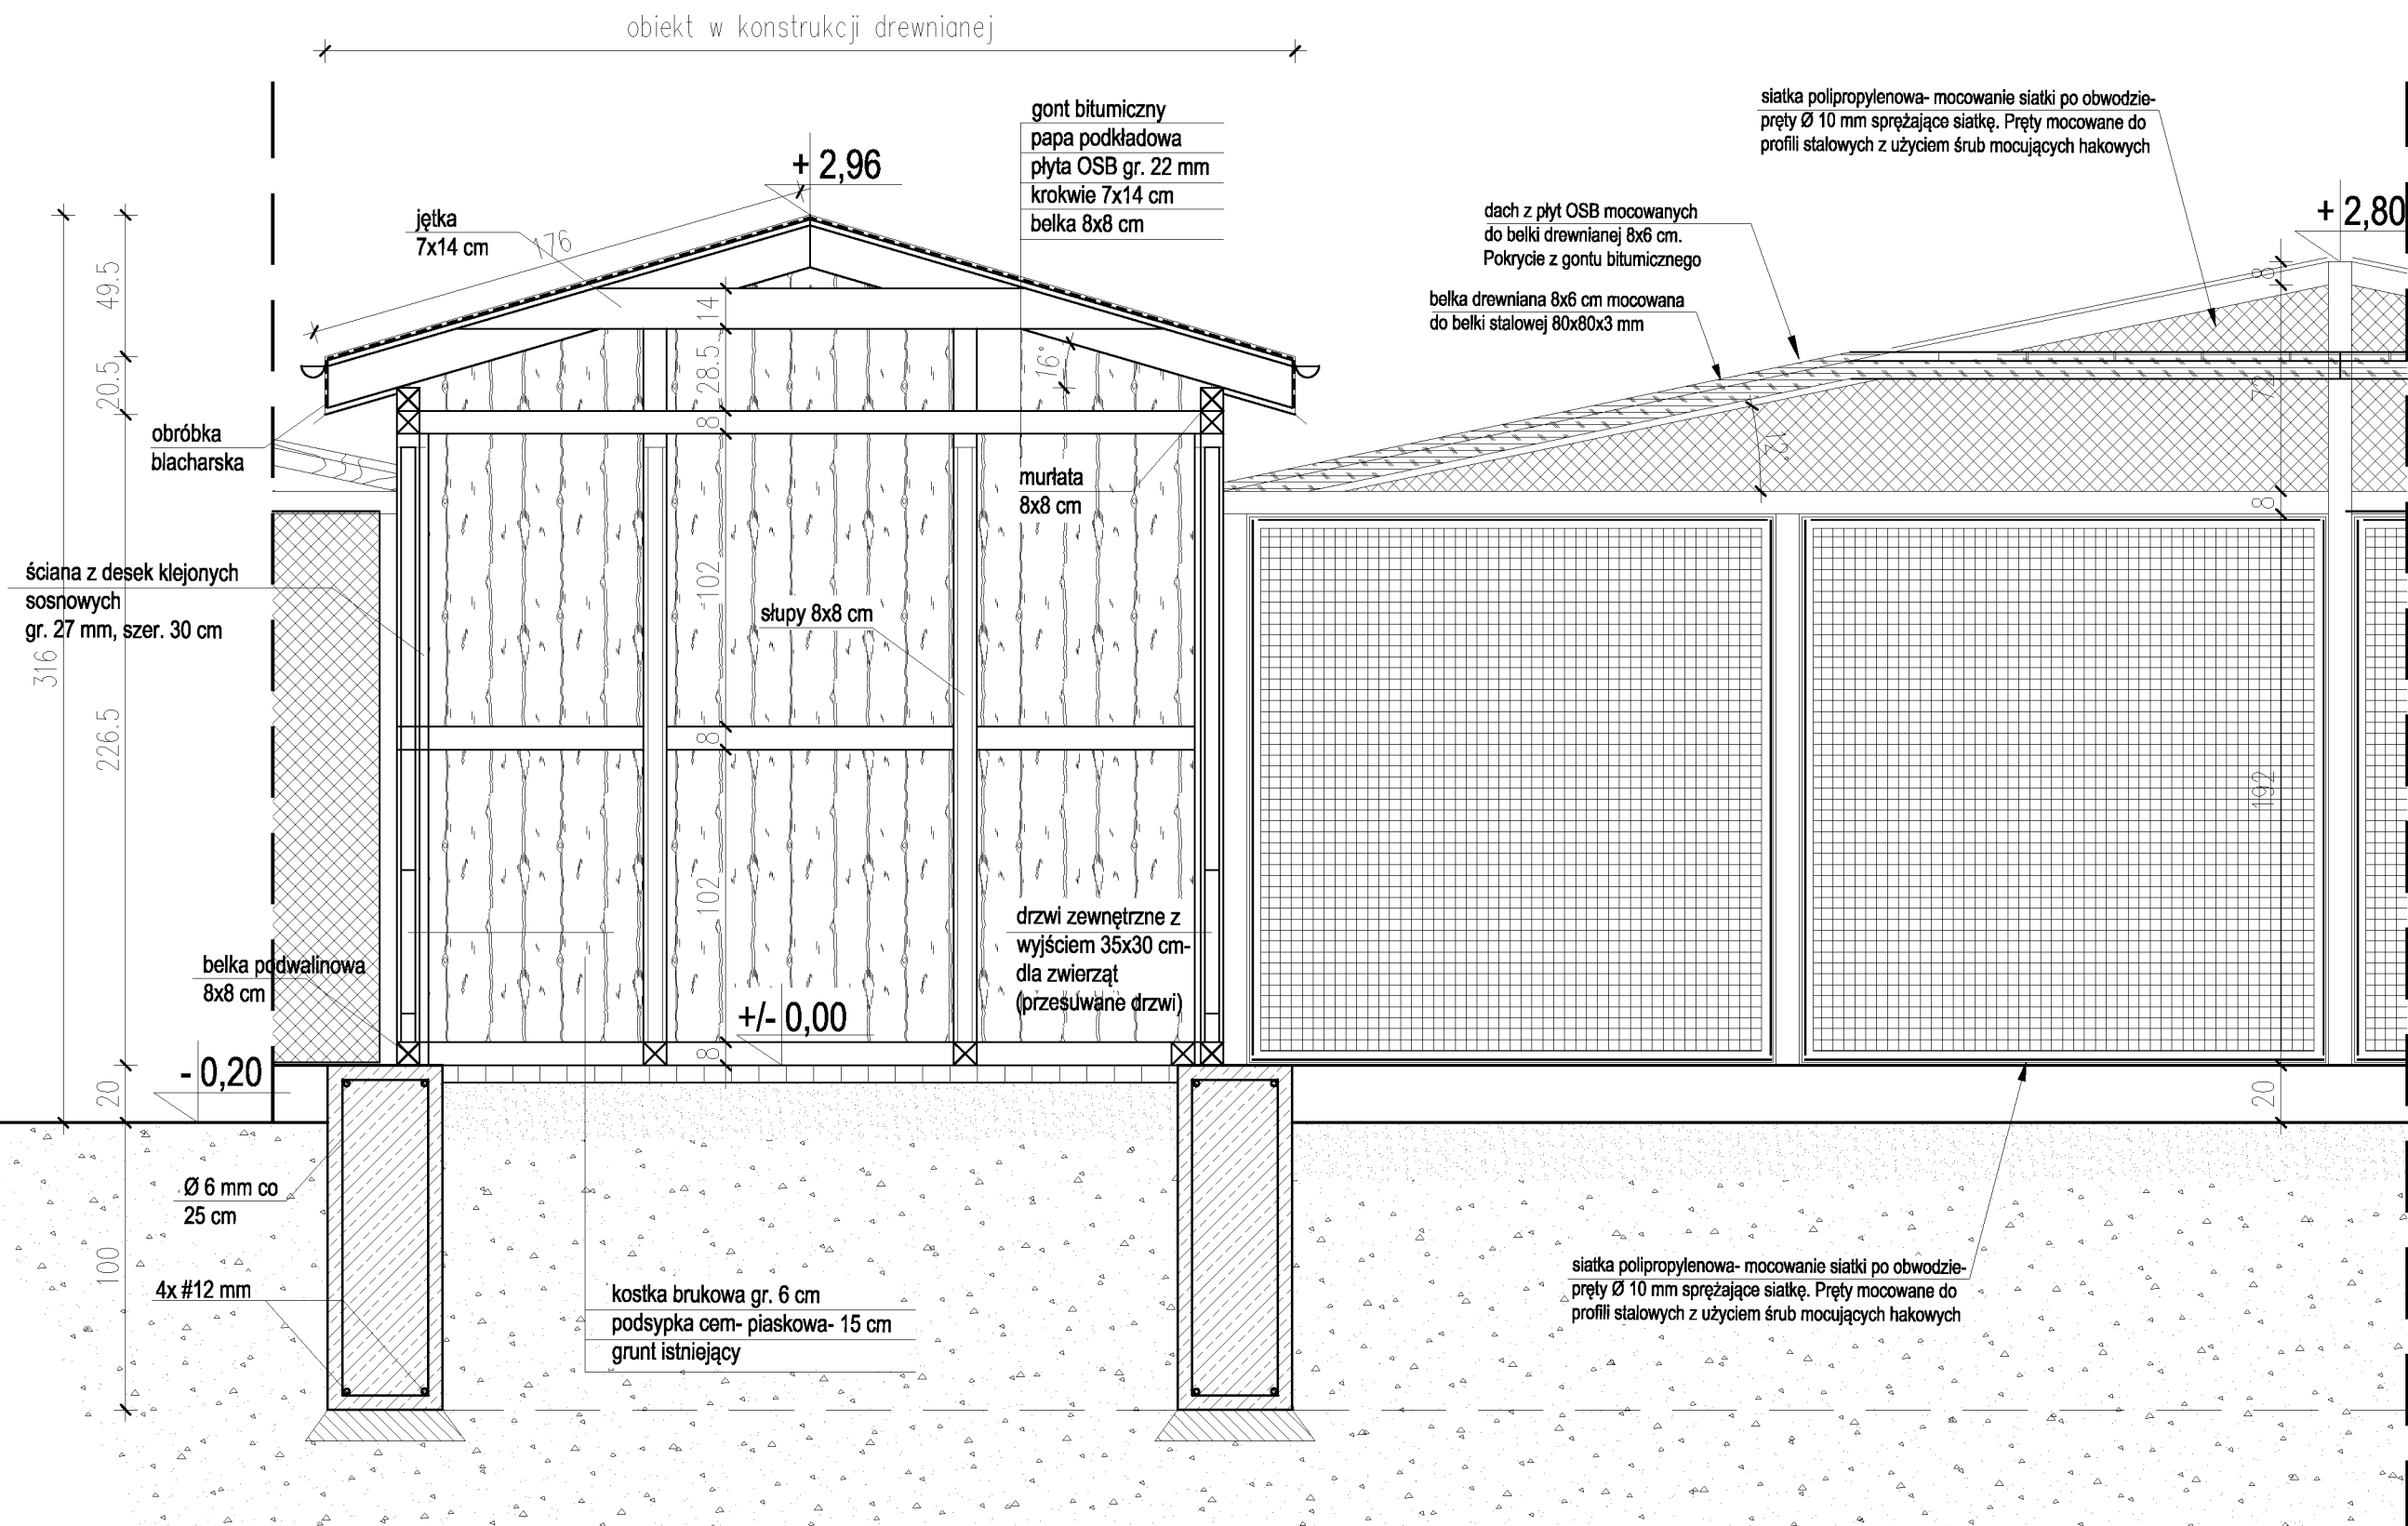 obiekt w konstrukcji drewnianej
gont bitumiczny
papa podkładowa
płyta OSB gr. 22 mm
krokwie 7x14 cm
belka 8x8 cm
siatka polipropylenowa- mocowanie siatki po obwodzie-
pręty Ø 10 mm sprężające siatkę. Pręty mocowane do
profili stalowych z użyciem śrub mocujących hakowych
+ 2,96
+ 2,80
jętka
7x14 cm
176
dach z płyt OSB mocowanych
do belki drewnianej 8x6 cm.
Pokrycie z gontu bitumicznego
belka drewniana 8x6 cm mocowana
do belki stalowej 80x80x3 mm
49.5
20.5
226.5
316
20
100
14
28.5
8
102
8
102
8
16°
12°
8
72
8
192
20
obróbka
blacharska
murłata
8x8 cm
ściana z desek klejonych
sosnowych
gr. 27 mm, szer. 30 cm
słupy 8x8 cm
drzwi zewnętrzne z
wyjściem 35x30 cm-
dla zwierząt
(przesuwane drzwi)
belka podwalinowa
8x8 cm
+/- 0,00
- 0,20
Ø 6 mm co
25 cm
4x #12 mm
kostka brukowa gr. 6 cm
podsypka cem- piaskowa- 15 cm
grunt istniejący
siatka polipropylenowa- mocowanie siatki po obwodzie-
pręty Ø 10 mm sprężające siatkę. Pręty mocowane do
profili stalowych z użyciem śrub mocujących hakowych